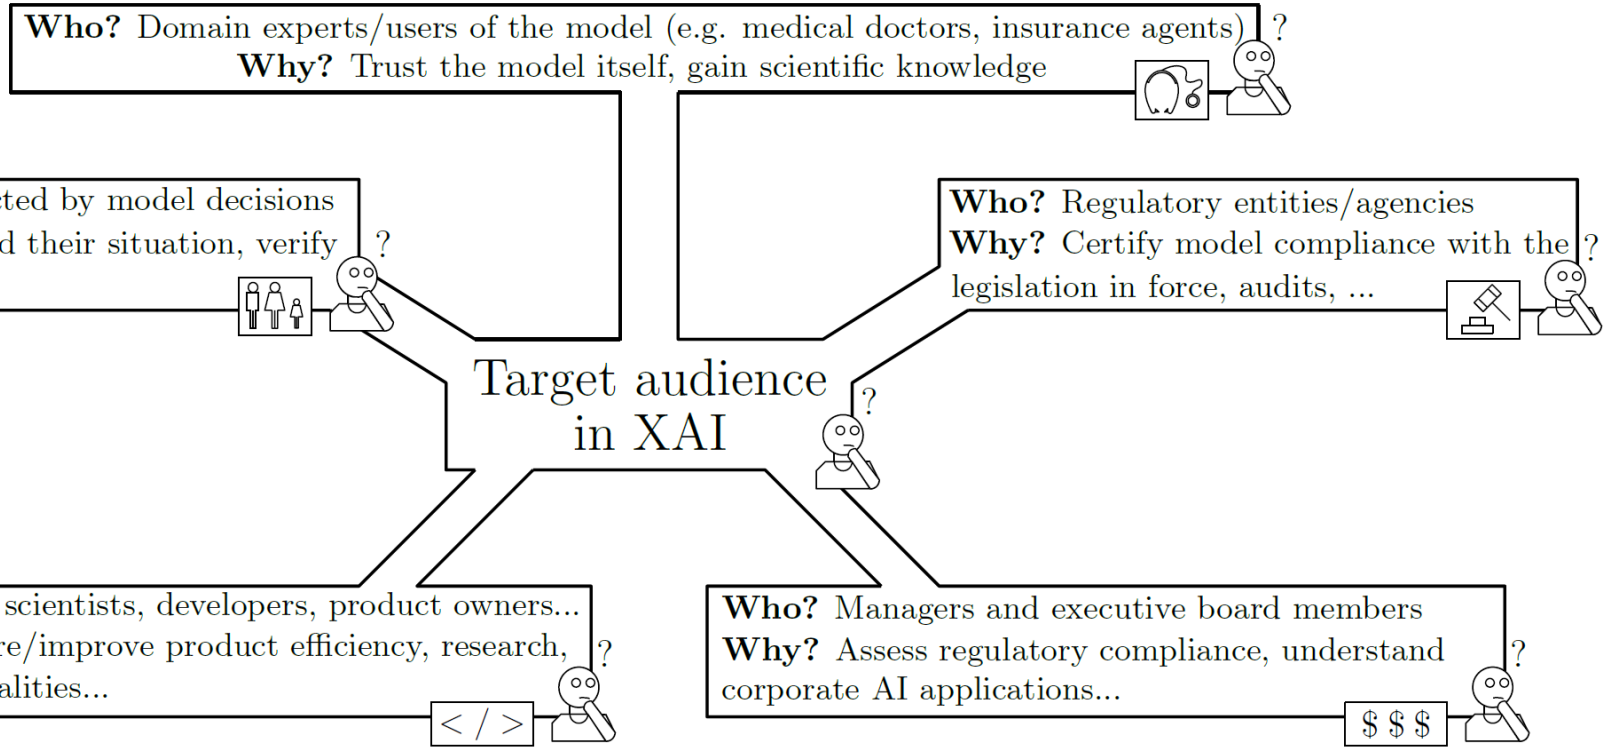 Who? Domain experts/users of the model (e.g. medical doctors, insurance agents)
?
Why? Trust the model itself, gain scientific knowledge
by model decisions
their situation, verify
?
Who? Regulatory entities/agencies
Why? Certify model compliance with the
?
legislation in force, audits, ...
Target audience
in XAI
?
scientists, developers, product owners...
/improve product efficiency, research,
?
...
< / >
Who? Managers and executive board members
Why? Assess regulatory compliance, understand
?
corporate AI applications...
$ $ $